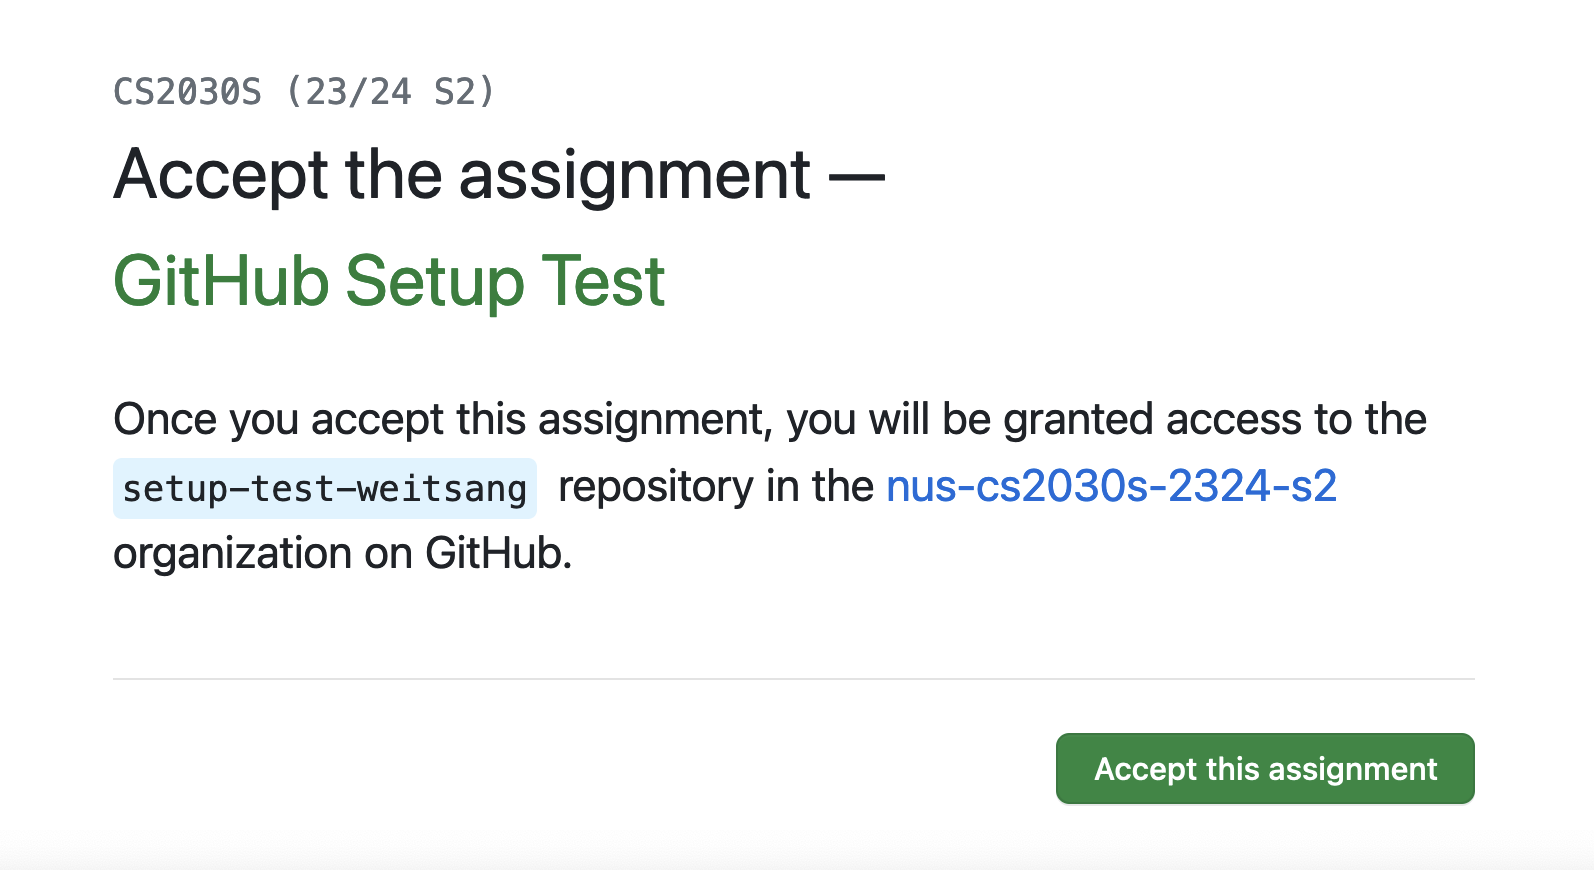 CS2030S (23/24 S2)
Accept the assignment —
GitHub Setup Test
Once you accept this assignment, you will be granted access to the
setup-test-weitsang repository in the nus-cs2030s-2324-s2
organization on GitHub.
Accept this assignment